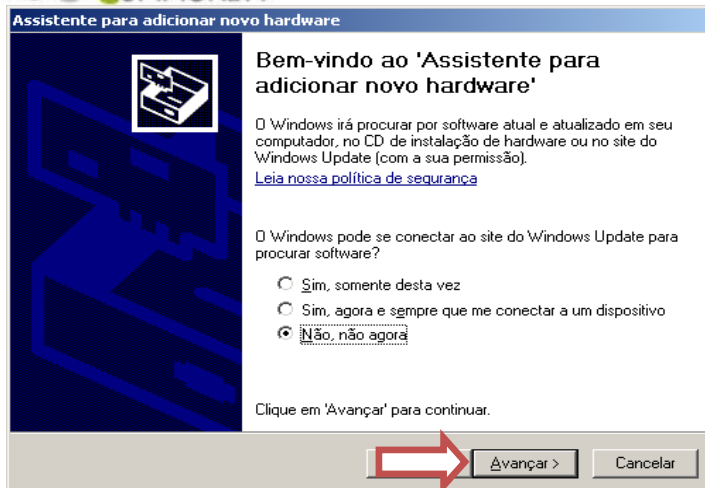 Assistente para adicionar novo hardware
Bem-vindo ao 'Assistente para
adicionar novo hardware'
O Windows irá procurar por software atual e atualizado em seu
computador, no CD de instalação de hardware ou no site do
Windows Update (com a sua permissão).
Leia nossa política de segurança
O Windows pode se conectar ao site do Windows Update para
procurar software?
Sim, somente desta vez
Sim, agora e sempre que me conectar a um dispositivo
Não, não agora
Clique em 'Avançar' para continuar.
Avançar >
Cancelar